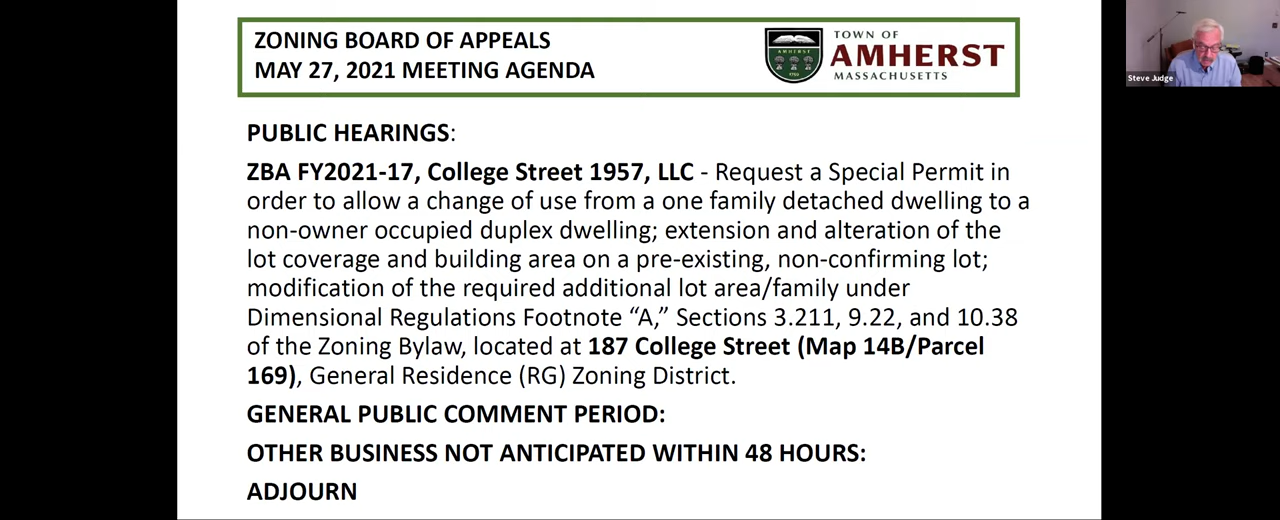 ZONING BOARD OF APPEALS
MAY 27, 2021 MEETING AGENDA
AMHERST
1759
TOWN OF
AMHERST
MASSACHUSETTS
Steve Judge
PUBLIC HEARINGS:
ZBA FY2021-17, College Street 1957, LLC - Request a Special Permit in
order to allow a change of use from a one family detached dwelling to a
non-owner occupied duplex dwelling; extension and alteration of the
lot coverage and building area on a pre-existing, non-confirming lot;
modification of the required additional lot area/family under
Dimensional Regulations Footnote “A,” Sections 3.211, 9.22, and 10.38
of the Zoning Bylaw, located at 187 College Street (Map 14B/Parcel
169), General Residence (RG) Zoning District.
GENERAL PUBLIC COMMENT PERIOD:
OTHER BUSINESS NOT ANTICIPATED WITHIN 48 HOURS:
ADJOURN